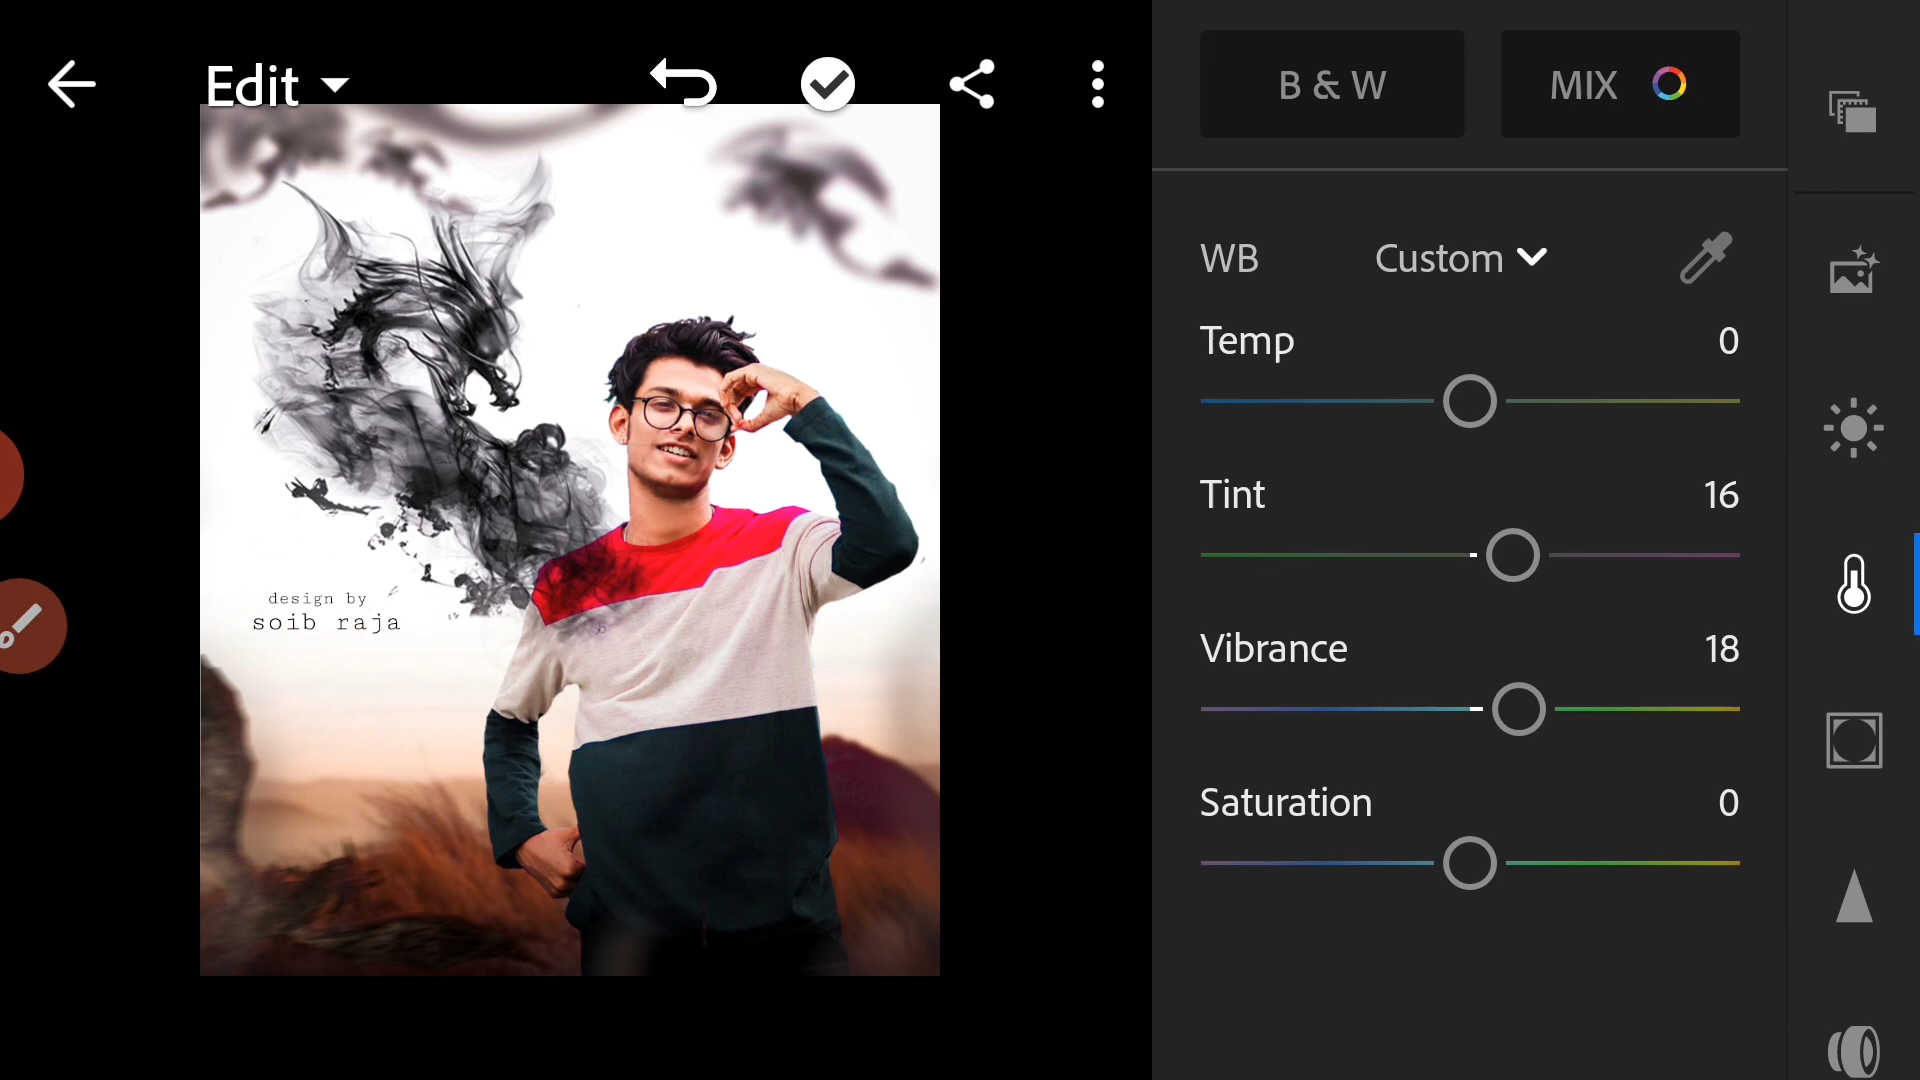 Edit
B & W
MIX
WB
Custom
Temp
0
Tint
16
Vibrance
18
Saturation
0
design by
soib raja